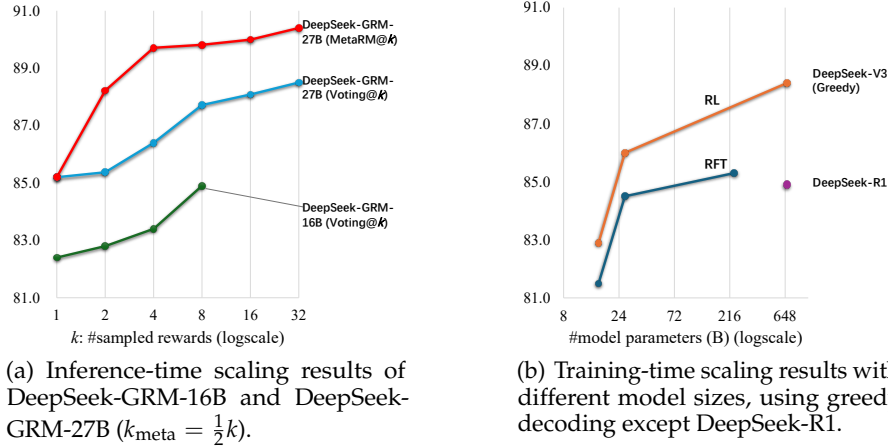 91.0
89.0
87.0
85.0
83.0
81.0
1 2 4 8 16 32
k: #sampled rewards (logscale)
DeepSeek-GRM-
27B (MetaRM@k)
DeepSeek-GRM-
27B (Voting@k)
DeepSeek-GRM-
16B (Voting@k)
(a) Inference-time scaling results of
DeepSeek-GRM-16B and DeepSeek-
GRM-27B (k_meta = 1/2 k).
91.0
89.0
87.0
85.0
83.0
81.0
8 24 72 216 648
#model parameters (B) (logscale)
RL
RFT
DeepSeek-V3
(Greedy)
DeepSeek-R1
(b) Training-time scaling results with
different model sizes, using greedy
decoding except DeepSeek-R1.